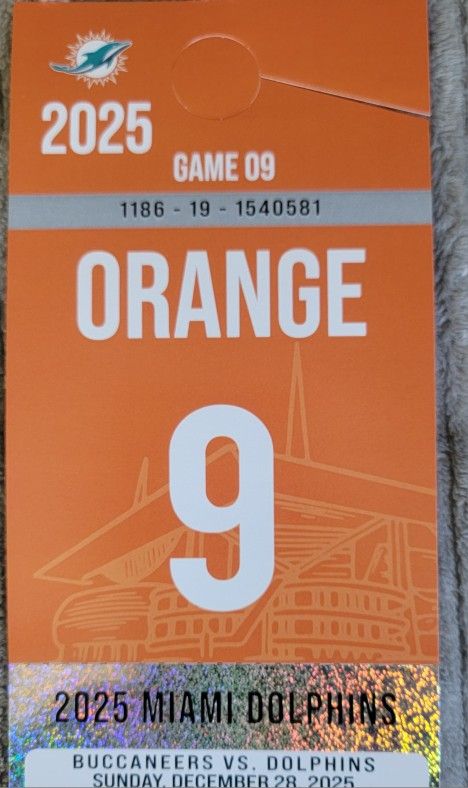 2025
GAME 09
1186 - 19 - 1540581
ORANGE
9
2025 MIAMI DOLPHINS
BUCCANEERS VS. DOLPHINS
SUNDAY, DECEMBER 28, 2025